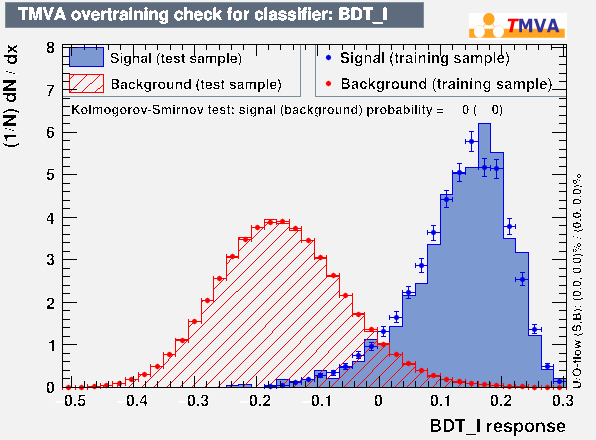 TMVA overtraining check for classifier: BDT_I
TMVA
(1/N) dN / dx
8
7
6
5
4
3
2
1
0
Signal (test sample)
Background (test sample)
Signal (training sample)
Background (training sample)
Kolmogorov-Smirnov test: signal (background) probability = 0 ( 0)
U/O-flow (S,B): (0.0, 0.0)% / (0.0, 0.0)%
-0.5 -0.4 -0.3 -0.2 -0.1 0 0.1 0.2 0.3
BDT_I response